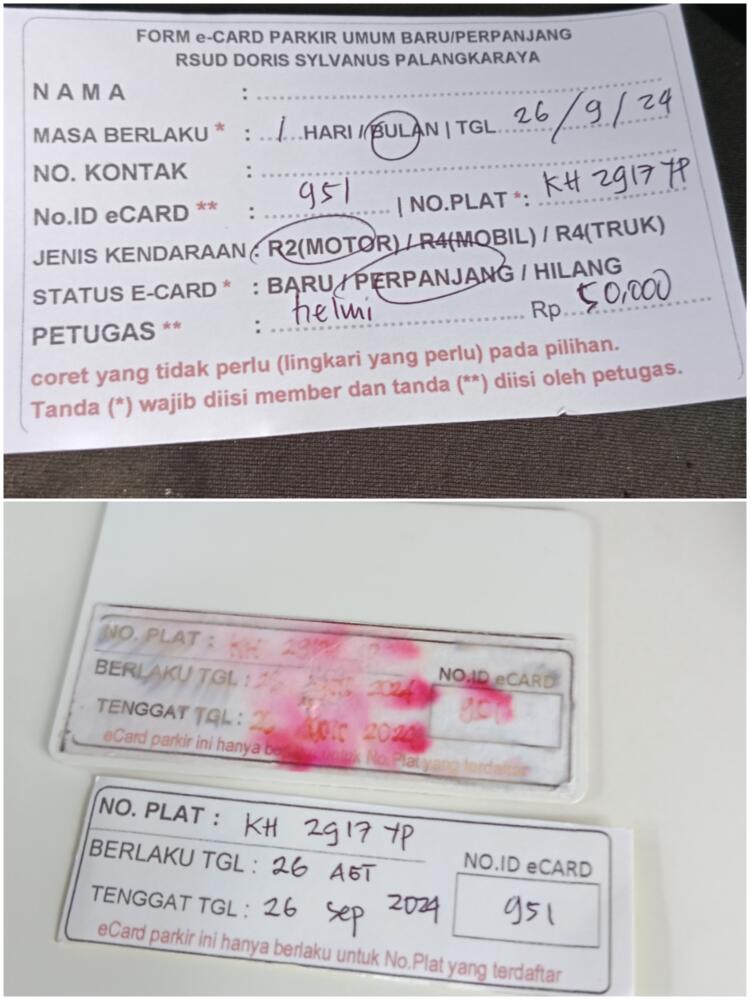 FORM e-CARD PARKIR UMUM BARU/PERPANJANG
RSUD DORIS SYLVANUS PALANGKARAYA
NAMA :
MASA BERLAKU * : 1 HARI / BULAN | TGL 26/9/24
NO. KONTAK :
No.ID eCARD ** : 951 | NO.PLAT *: KH 2917 YP
JENIS KENDARAAN : R2(MOTOR) / R4(MOBIL) / R4(TRUK)
STATUS E-CARD * : BARU / PERPANJANG / HILANG
PETUGAS ** : helmi Rp 50,000
coret yang tidak perlu (lingkari yang perlu) pada pilihan.
Tanda (*) wajib diisi member dan tanda (**) diisi oleh petugas.
NO. PLAT : KH
BERLAKU TGL : 2024
NO.ID eCARD
951
TENGGAT TGL : 2024
eCard parkir ini hanya berlaku untuk No.Plat yang terdaftar
NO. PLAT : KH 2917 YP
BERLAKU TGL : 26
NO.ID eCARD
951
TENGGAT TGL : 26 Sep 2024
eCard parkir ini hanya berlaku untuk No.Plat yang terdaftar